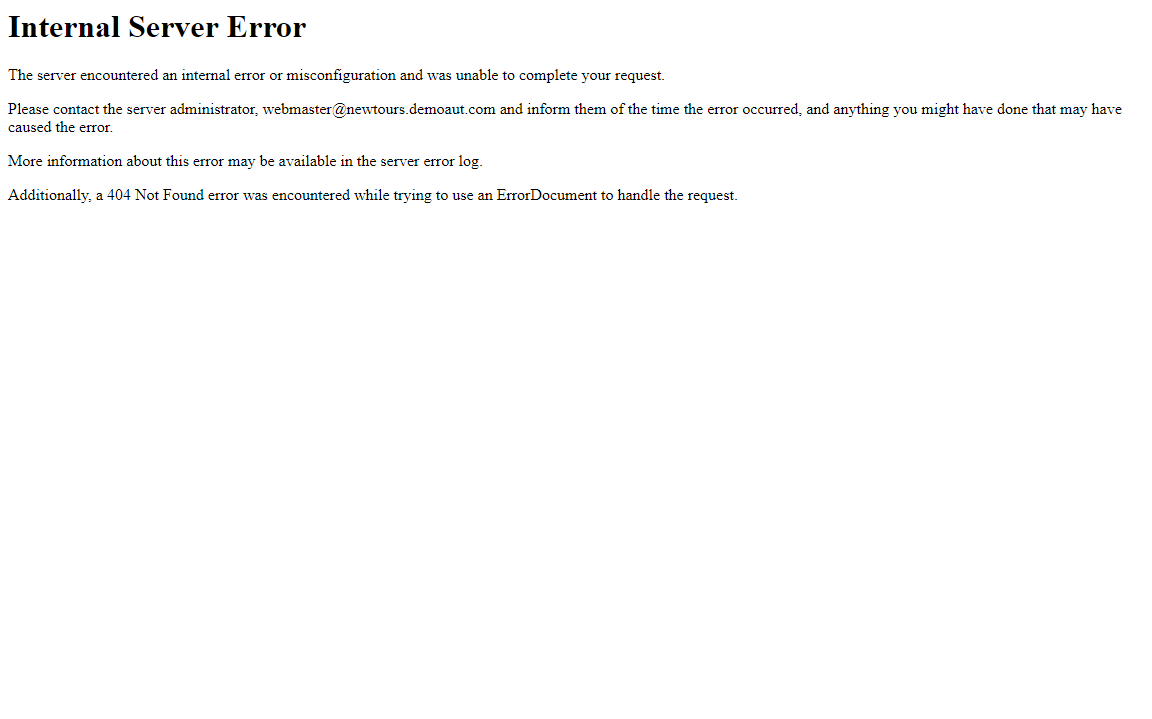 Internal Server Error
The server encountered an internal error or misconfiguration and was unable to complete your request.
Please contact the server administrator, webmaster@newtours.demoaut.com and inform them of the time the error occurred, and anything you might have done that may have
caused the error.
More information about this error may be available in the server error log.
Additionally, a 404 Not Found error was encountered while trying to use an ErrorDocument to handle the request.